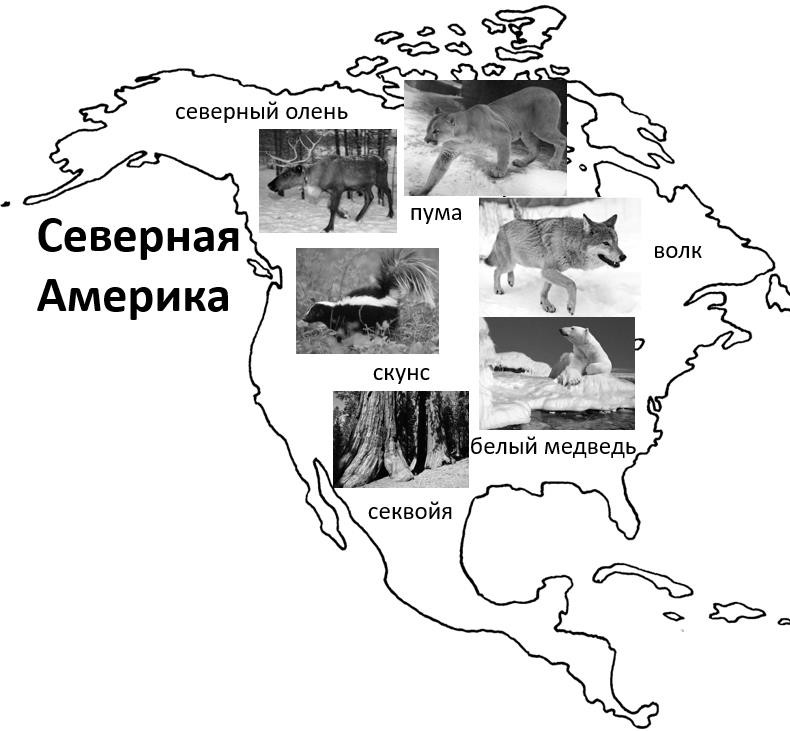 северный олень
пума
Северная
Америка
волк
скунс
белый медведь
секвойя